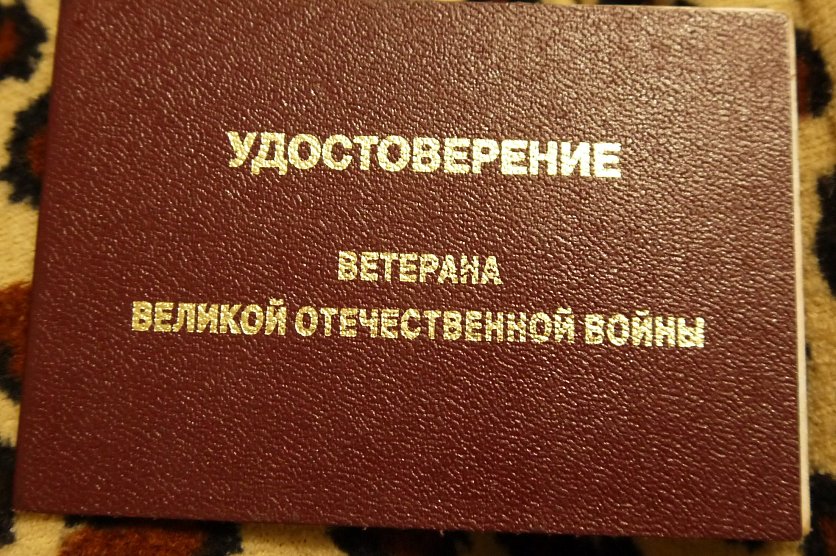 УДОСТОВЕРЕНИЕ
ВЕТЕРАНА
ВЕЛИКОЙ ОТЕЧЕСТВЕННОЙ ВОЙНЫ